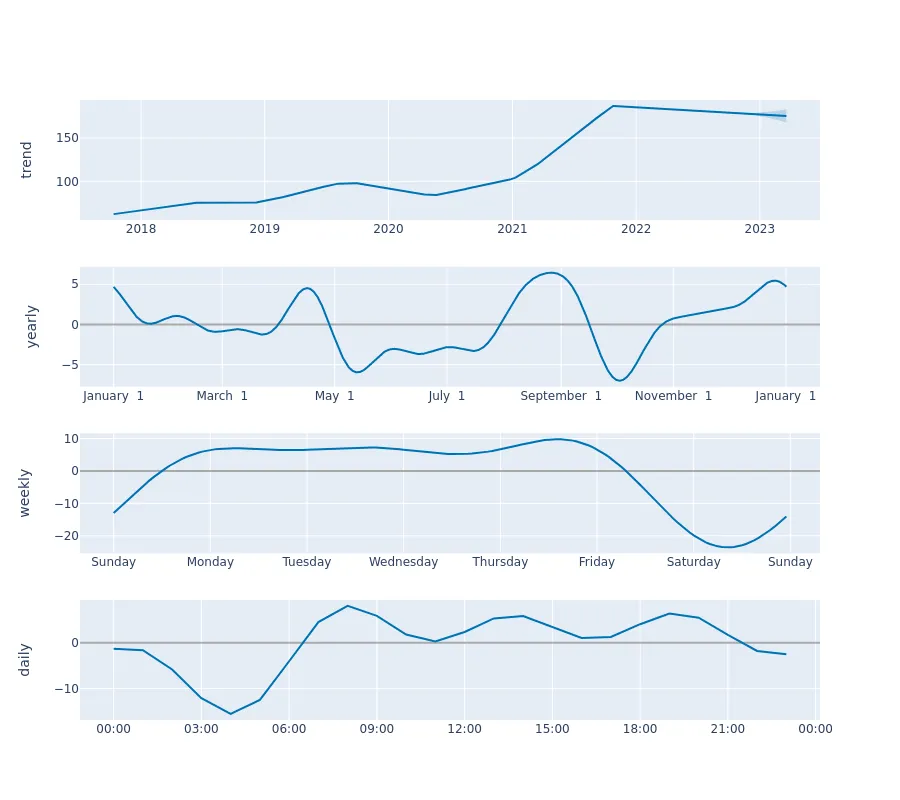 trend
150
100
2018 2019 2020 2021 2022 2023
yearly
5
0
−5
January 1 March 1 May 1 July 1 September 1 November 1 January 1
weekly
10
0
−10
−20
Sunday Monday Tuesday Wednesday Thursday Friday Saturday Sunday
daily
0
−10
00:00 03:00 06:00 09:00 12:00 15:00 18:00 21:00 00:00